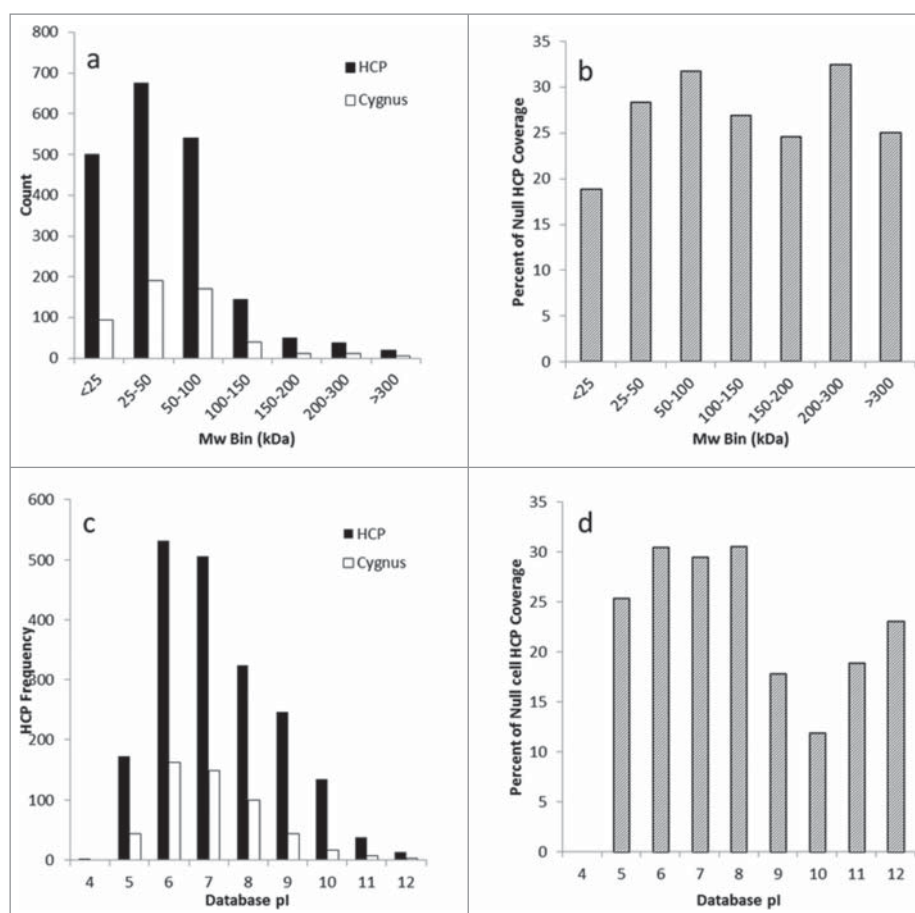 a
HCP
Cygnus
800
700
600
500
400
300
200
100
0
Count
<25
25-50
50-100
100-150
150-200
200-300
>300
Mw Bin (kDa)
b
35
30
25
20
15
10
5
0
Percent of Null HCP Coverage
<25
25-50
50-100
100-150
150-200
200-300
>300
Mw Bin (kDa)
c
HCP
Cygnus
600
500
400
300
200
100
0
HCP Frequency
4 5 6 7 8 9 10 11 12
Database pI
d
35
30
25
20
15
10
5
0
Percent of Null cell HCP Coverage
4 5 6 7 8 9 10 11 12
Database pI